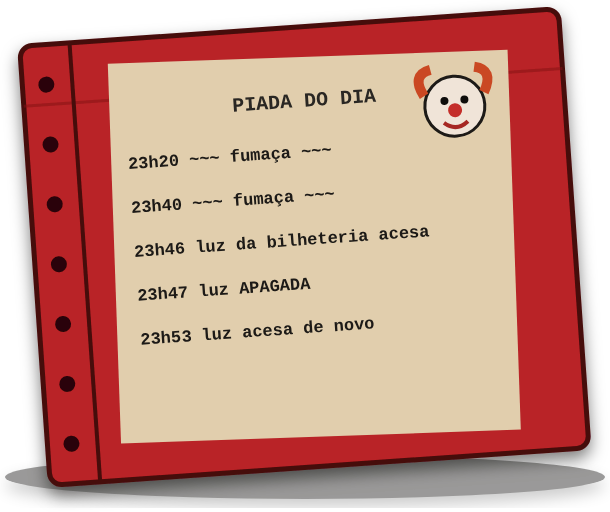 PIADA DO DIA
23h20 ~~~ fumaça ~~~
23h40 ~~~ fumaça ~~~
23h46 luz da bilheteria acesa
23h47 luz APAGADA
23h53 luz acesa de novo